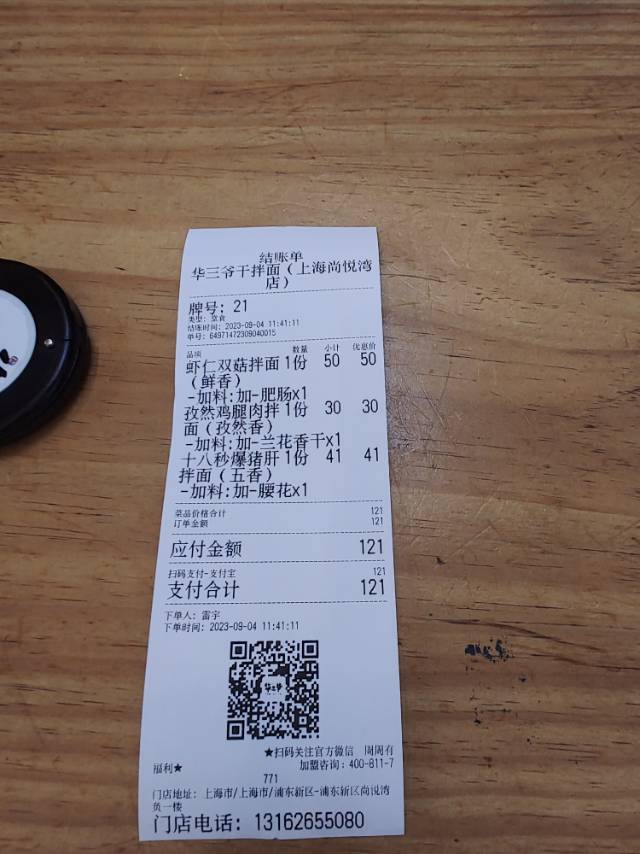 结账单
华三爷干拌面（上海尚悦湾
店）
牌号: 21
类型: 堂食
结账时间: 2023-09-04 11:41:11
单号: 64971472309040015
品项 数量 小计 优惠价
虾仁双菇拌面 1份 50 50
（鲜香）
-加料:加-肥肠x1
孜然鸡腿肉拌 1份 30 30
面（孜然香）
-加料:加-兰花香干x1
十八秒爆猪肝 1份 41 41
拌面（五香）
-加料:加-腰花x1
菜品价格合计 121
订单金额 121
应付金额 121
扫码支付-支付宝 121
支付合计 121
下单人: 雷宇
下单时间: 2023-09-04 11:41:11
★扫码关注官方微信 周周有
福利★ 加盟咨询: 400-811-7
771
门店地址: 上海市/上海市/浦东新区-浦东新区尚悦湾
负一楼
门店电话: 13162655080